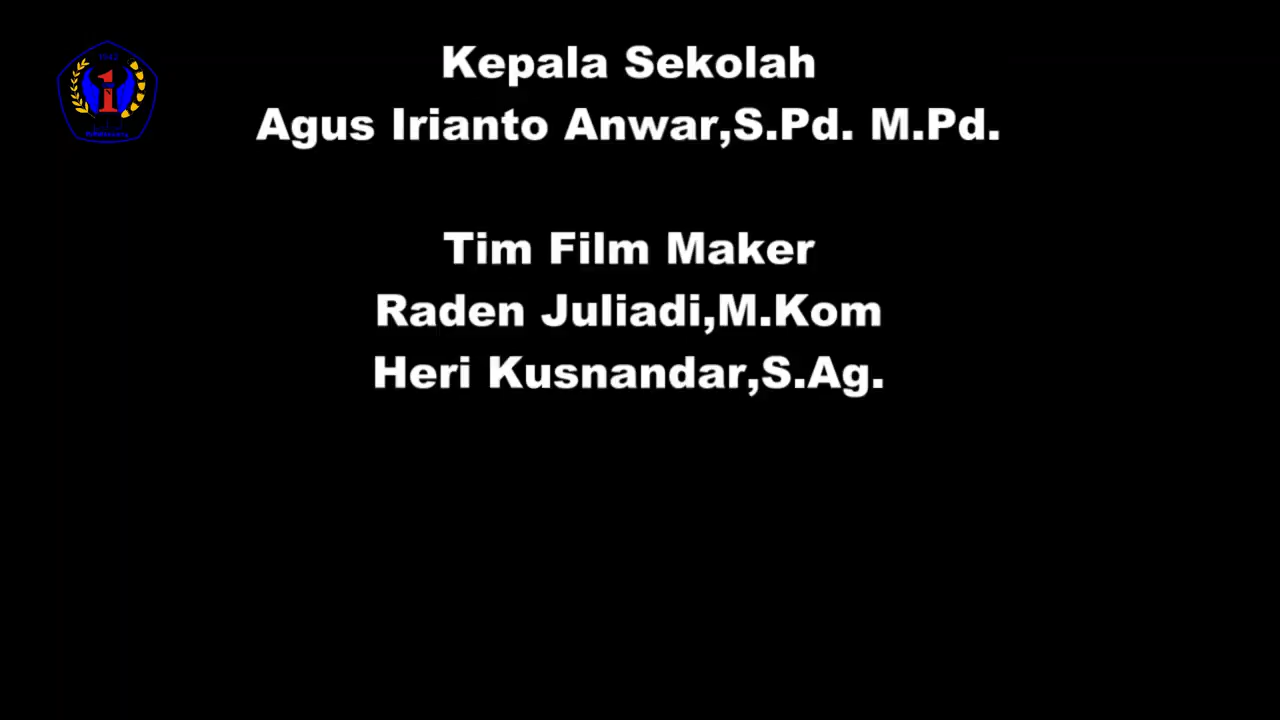 Kepala Sekolah
Agus Irianto Anwar,S.Pd. M.Pd.
Tim Film Maker
Raden Juliadi,M.Kom
Heri Kusnandar,S.Ag.